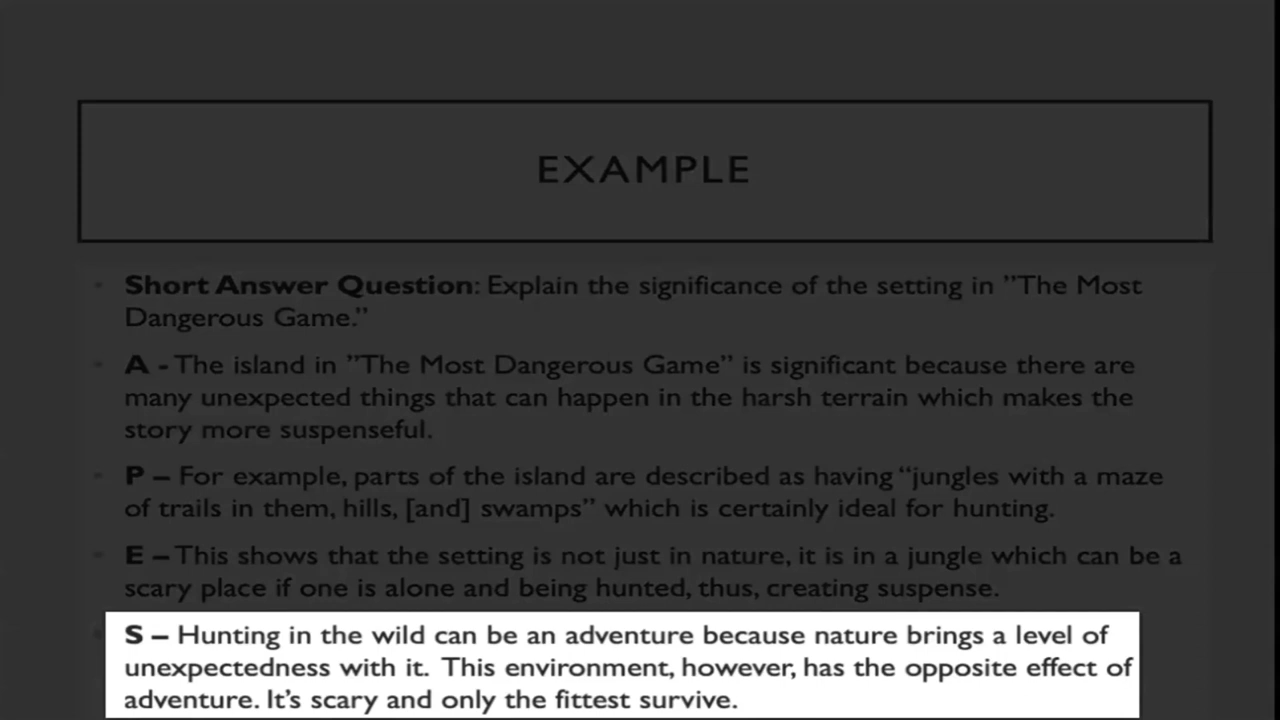 EXAMPLE
• Short Answer Question: Explain the significance of the setting in ”The Most
Dangerous Game.”
• A - The island in ”The Most Dangerous Game” is significant because there are
many unexpected things that can happen in the harsh terrain which makes the
story more suspenseful.
• P – For example, parts of the island are described as having “jungles with a maze
of trails in them, hills, [and] swamps” which is certainly ideal for hunting.
• E – This shows that the setting is not just in nature, it is in a jungle which can be a
scary place if one is alone and being hunted, thus, creating suspense.
S – Hunting in the wild can be an adventure because nature brings a level of
unexpectedness with it.  This environment, however, has the opposite effect of
adventure. It’s scary and only the fittest survive.